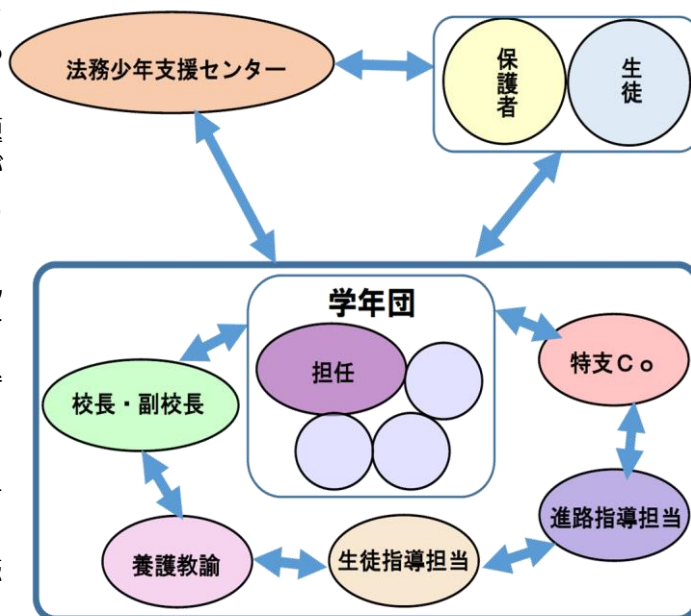 法務少年支援センター
保護者
生徒
学年団
担任
特支Ｃｏ
校長・副校長
進路指導担当
養護教諭
生徒指導担当